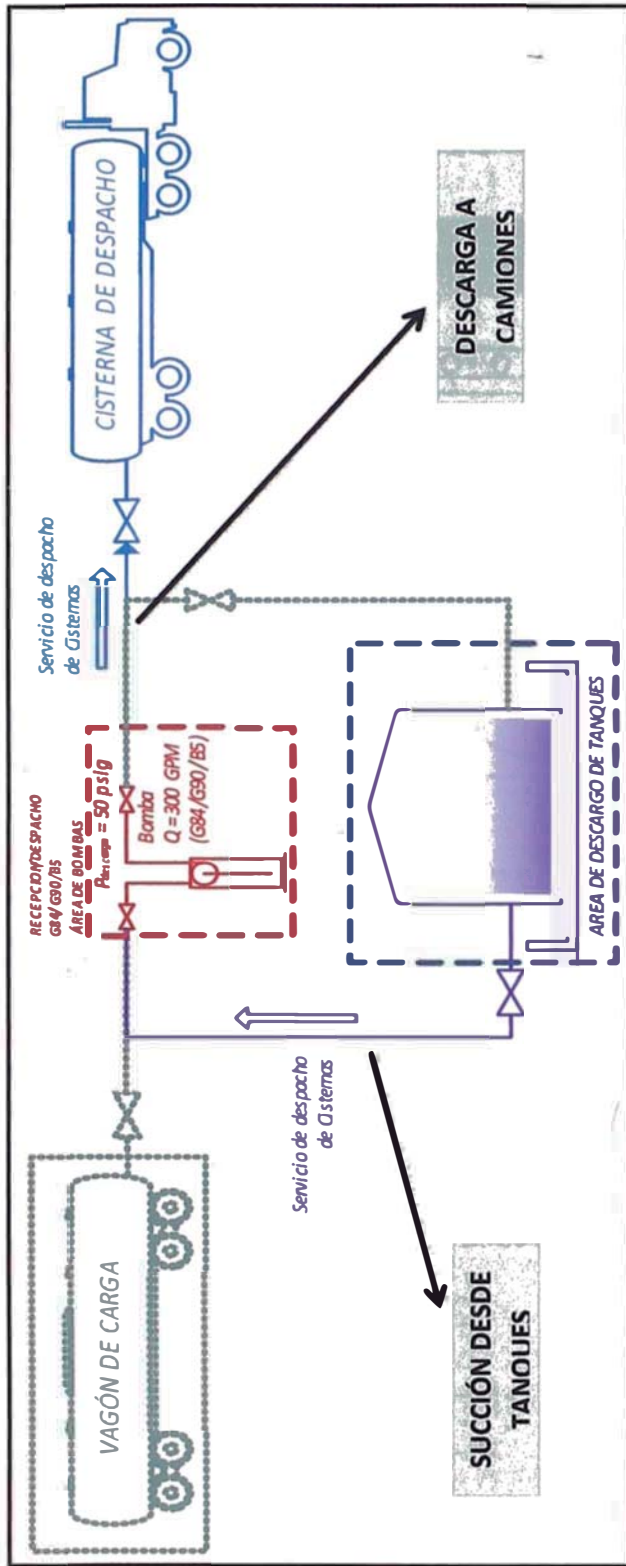 VAGÓN DE CARGA
RECEPCION/DESPACHO
G84/G90/B5
ÁREA DE BOMBAS
Pdescarga = 50 psig
Bomba
Q = 300 GPM
(G84/G90/B5)
Servicio de despacho
de Cisternas
CISTERNA DE DESPACHO
Servicio de despacho
de Cisternas
AREA DE DESCARGO DE TANQUES
SUCCIÓN DESDE
TANQUES
DESCARGA A
CAMIONES